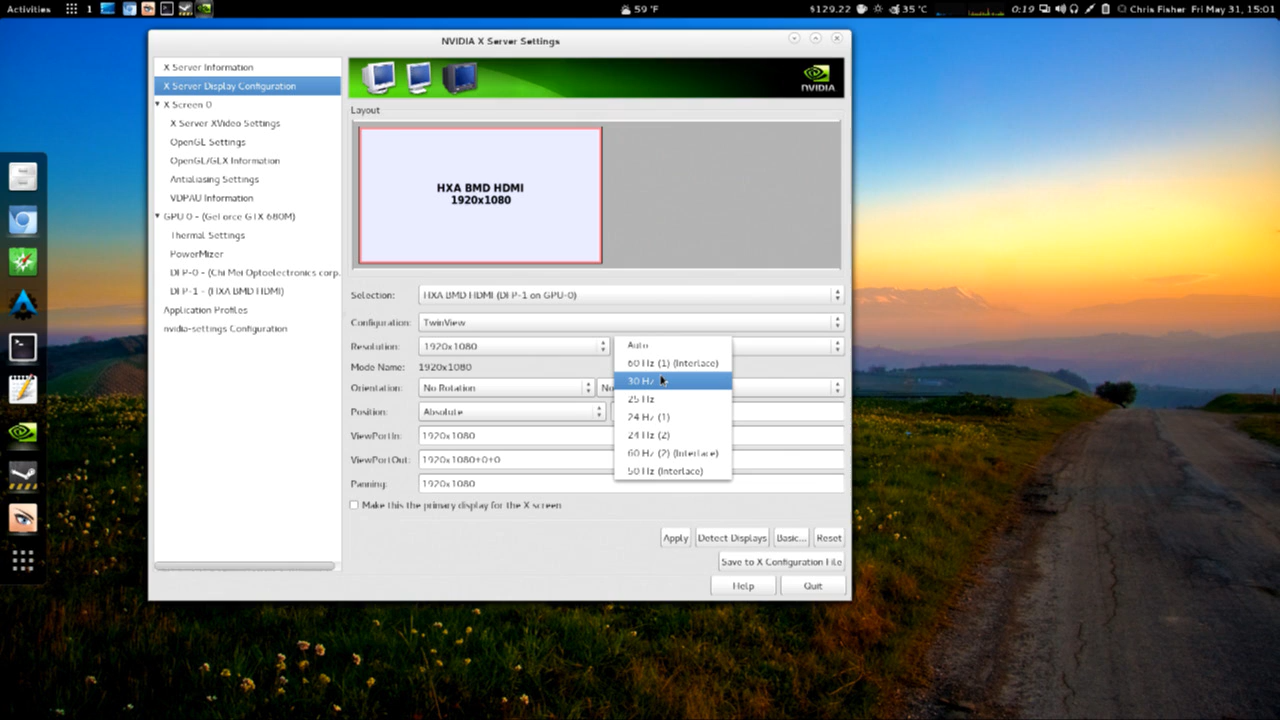 Activities
1
59 °F
$129.22
35 °C
0:19
Chris Fisher
Fri May 31, 15:01
NVIDIA X Server Settings
X Server Information
X Server Display Configuration
X Screen 0
X Server XVideo Settings
OpenGL Settings
OpenGL/GLX Information
Antialiasing Settings
VDPAU Information
GPU 0 - (GeForce GTX 680M)
Thermal Settings
PowerMizer
DFP-0 - (Chi Mei Optoelectronics corp.
DFP-1 - (HXA BMD HDMI)
Application Profiles
nvidia-settings Configuration
NVIDIA
Layout
HXA BMD HDMI
1920x1080
Selection: HXA BMD HDMI (DFP-1 on GPU-0)
Configuration: TwinView
Resolution: 1920x1080
Auto
60 Hz (1) (Interlace)
30 Hz
25 Hz
24 Hz (1)
24 Hz (2)
60 Hz (2) (Interlace)
50 Hz (Interlace)
Mode Name: 1920x1080
Orientation: No Rotation
Position: Absolute
ViewPortIn: 1920x1080
ViewPortOut: 1920x1080+0+0
Panning: 1920x1080
Make this the primary display for the X screen
Apply Detect Displays Basic... Reset
Save to X Configuration File
Help Quit